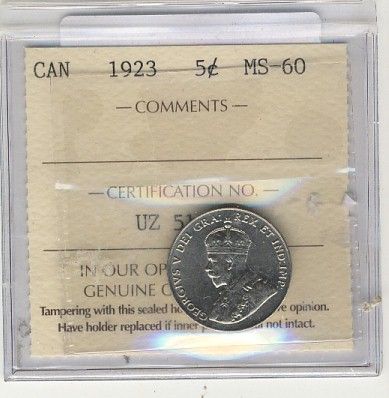 CAN 1923 5¢ MS-60
— COMMENTS —
— CERTIFICATION NO. —
UZ
IN OUR OP
GENUINE C
GEORGIVS V DEI GRA: REX ET IND: IMP:
Tampering with this sealed ho e opinion.
Have holder replaced if inner not intact.